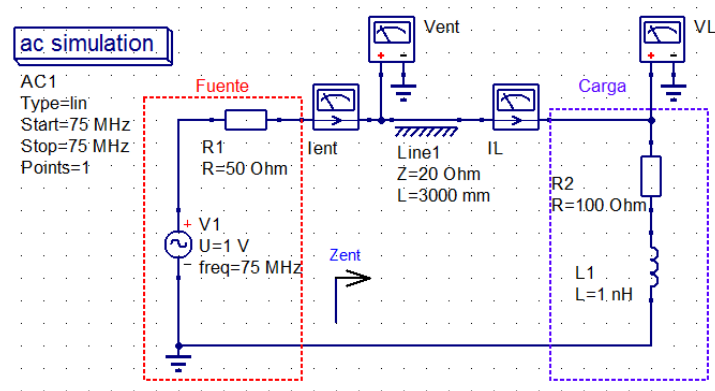 ac simulation
AC1
Type=lin
Start=75 MHz
Stop=75 MHz
Points=1
Fuente
Vent
VL
Carga
R1
R=50 Ohm
Ient
Line1
Z=20 Ohm
L=3000 mm
IL
R2
R=100 Ohm
V1
U=1 V
freq=75 MHz
Zent
L1
L=1 nH